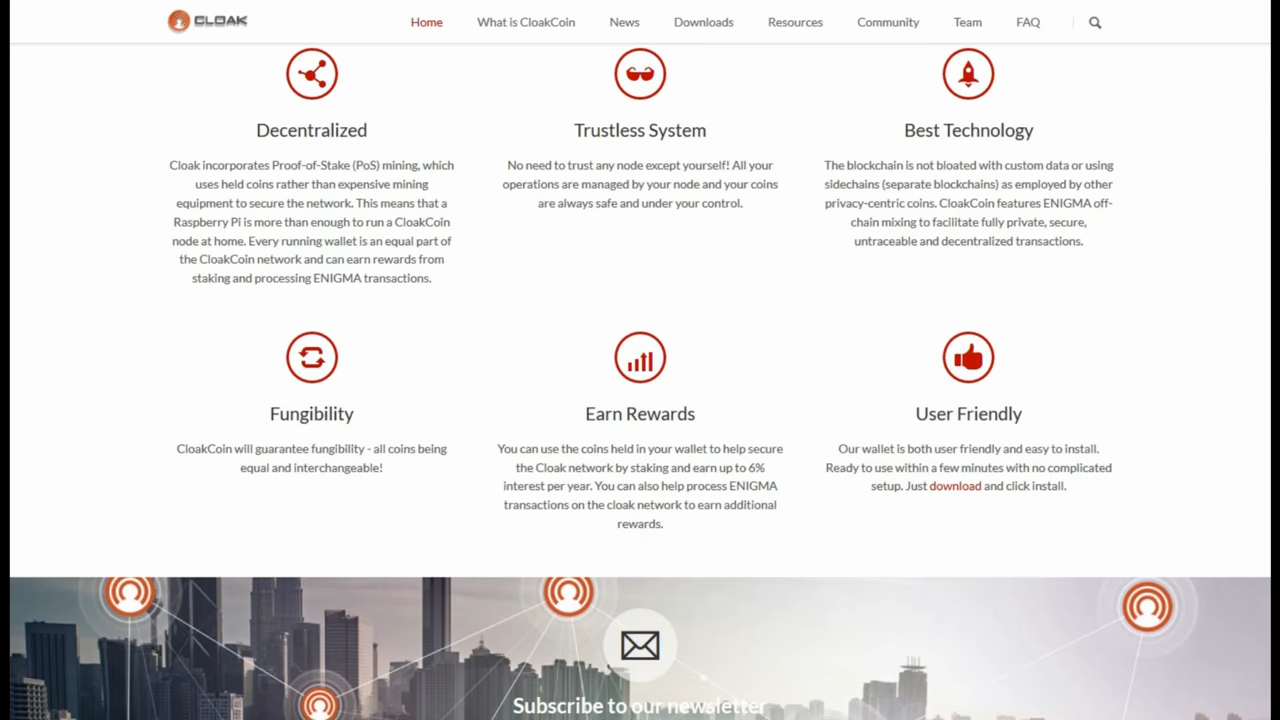 CLOAK
Home What is CloakCoin News Downloads Resources Community Team FAQ
Decentralized
Cloak incorporates Proof-of-Stake (PoS) mining, which
uses held coins rather than expensive mining
equipment to secure the network. This means that a
Raspberry Pi is more than enough to run a CloakCoin
node at home. Every running wallet is an equal part of
the CloakCoin network and can earn rewards from
staking and processing ENIGMA transactions.
Trustless System
No need to trust any node except yourself! All your
operations are managed by your node and your coins
are always safe and under your control.
Best Technology
The blockchain is not bloated with custom data or using
sidechains (separate blockchains) as employed by other
privacy-centric coins. CloakCoin features ENIGMA off-
chain mixing to facilitate fully private, secure,
untraceable and decentralized transactions.
Fungibility
CloakCoin will guarantee fungibility - all coins being
equal and interchangeable!
Earn Rewards
You can use the coins held in your wallet to help secure
the Cloak network by staking and earn up to 6%
interest per year. You can also help process ENIGMA
transactions on the cloak network to earn additional
rewards.
User Friendly
Our wallet is both user friendly and easy to install.
Ready to use within a few minutes with no complicated
setup. Just download and click install.
Subscribe to our newsletter